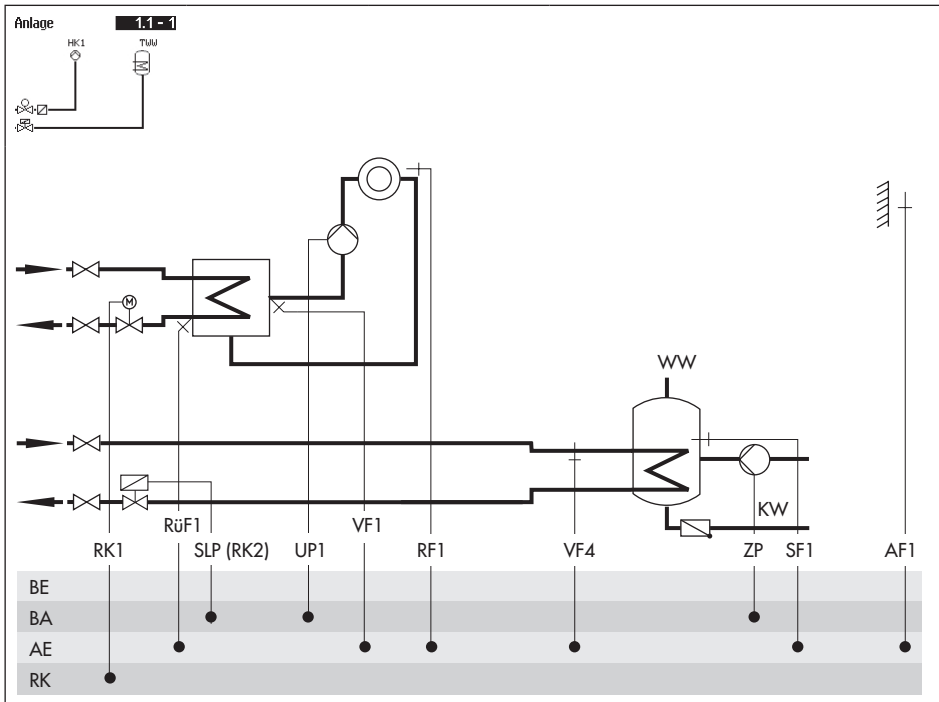 Anlage 1.1 - 1
HK1 TWW
M
WW
KW
RüF1 VF1
RK1 SLP (RK2) UP1 RF1 VF4 ZP SF1 AF1
BE
BA
AE
RK